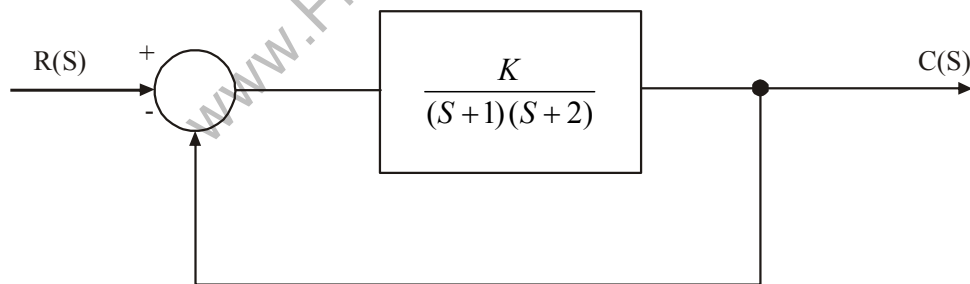 R(S)
+
-
K
(S+1)(S+2)
C(S)